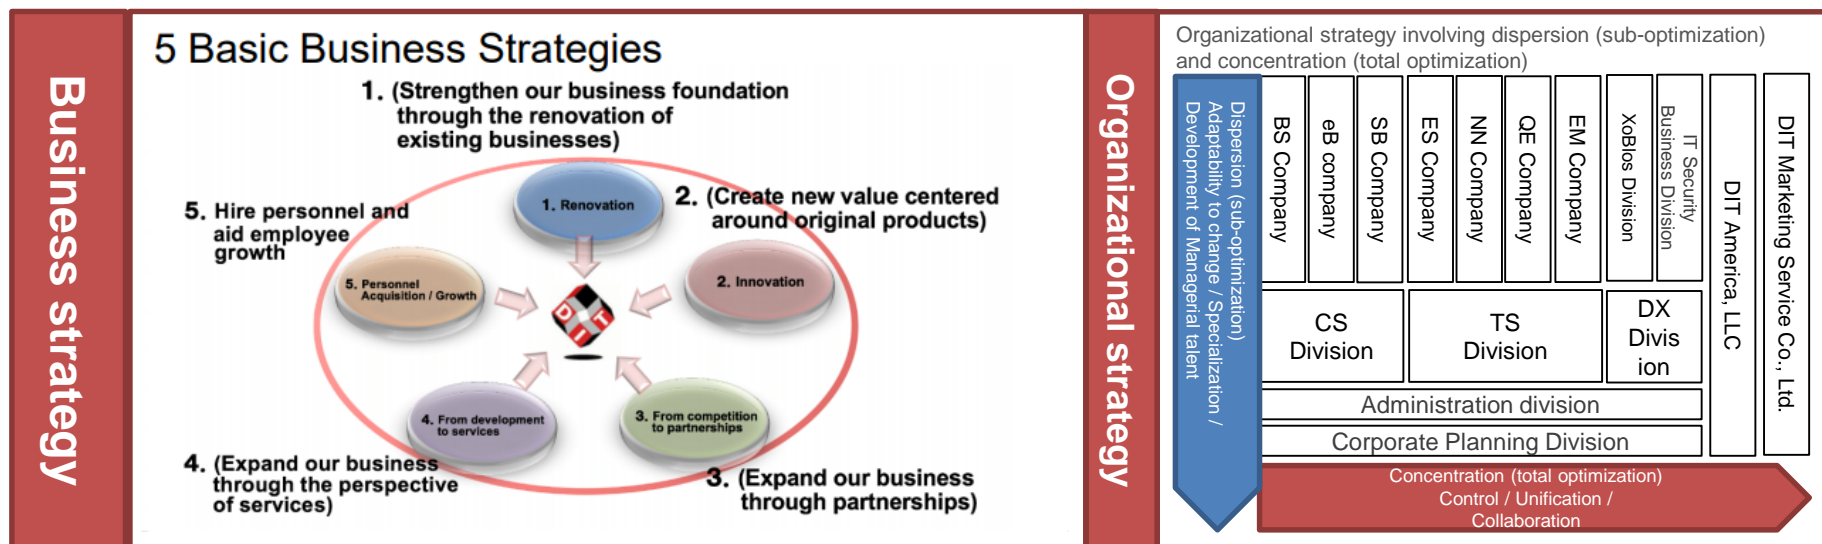 Business strategy
5 Basic Business Strategies
1. (Strengthen our business foundation
through the renovation of
existing businesses)
1. Renovation
2. (Create new value centered
around original products)
2. Innovation
5. Hire personnel and
aid employee
growth
5. Personnel
Acquisition / Growth
DIT
4. From development
to services
3. From competition
to partnerships
4. (Expand our business
through the perspective
of services)
3. (Expand our business
through partnerships)
Organizational strategy
Organizational strategy involving dispersion (sub-optimization)
and concentration (total optimization)
Dispersion (sub-optimization)
Adaptability to change / Specialization /
Development of Managerial talent
BS Company
eB company
SB Company
ES Company
NN Company
QE Company
EM Company
XoBlos Division
IT Security
Business Division
DIT America, LLC
DIT Marketing Service Co., Ltd.
CS
Division
TS
Division
DX
Divis
ion
Administration division
Corporate Planning Division
Concentration (total optimization)
Control / Unification /
Collaboration